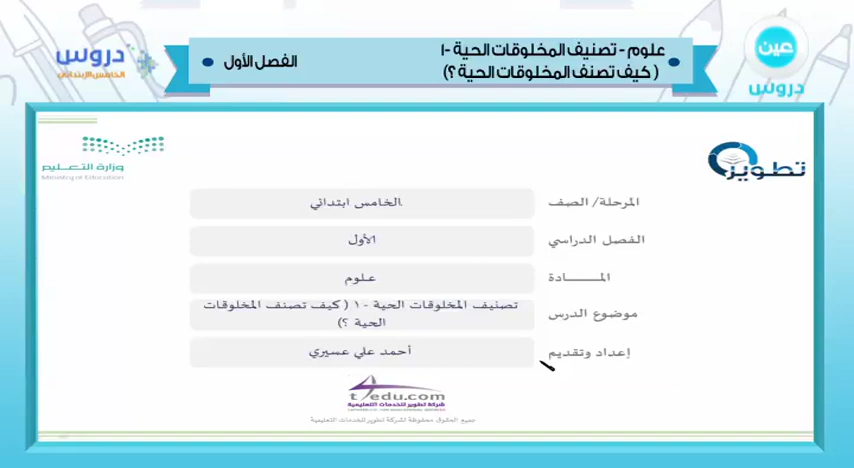 علوم - تصنيف المخلوقات الحية -١
( كيف تصنف المخلوقات الحية ؟)
الفصل الأول
عين
دروس
دروس
الخامس الإبتدائي
تطوير
وزارة التعليم
Ministry of Education
المرحلة/ الصف
الخامس ابتدائي
الفصل الدراسي
الأول
المــــــادة
علوم
موضوع الدرس
تصنيف المخلوقات الحية - ١ ( كيف تصنف المخلوقات
الحية ؟)
إعداد وتقديم
أحمد علي عسيري
t4edu.com
شركة تطوير للخدمات التعليمية
جميع الحقوق محفوظة لشركة تطوير للخدمات التعليمية